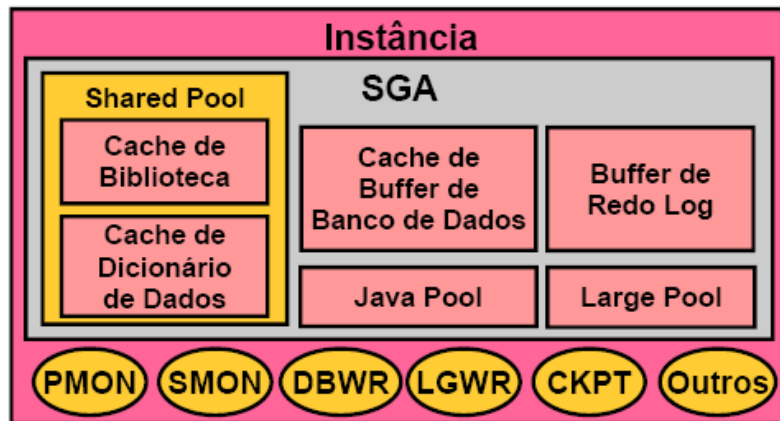 Instância
SGA
Shared Pool
Cache de
Biblioteca
Cache de
Dicionário
de Dados
Cache de
Buffer de
Banco de Dados
Buffer de
Redo Log
Java Pool
Large Pool
PMON
SMON
DBWR
LGWR
CKPT
Outros